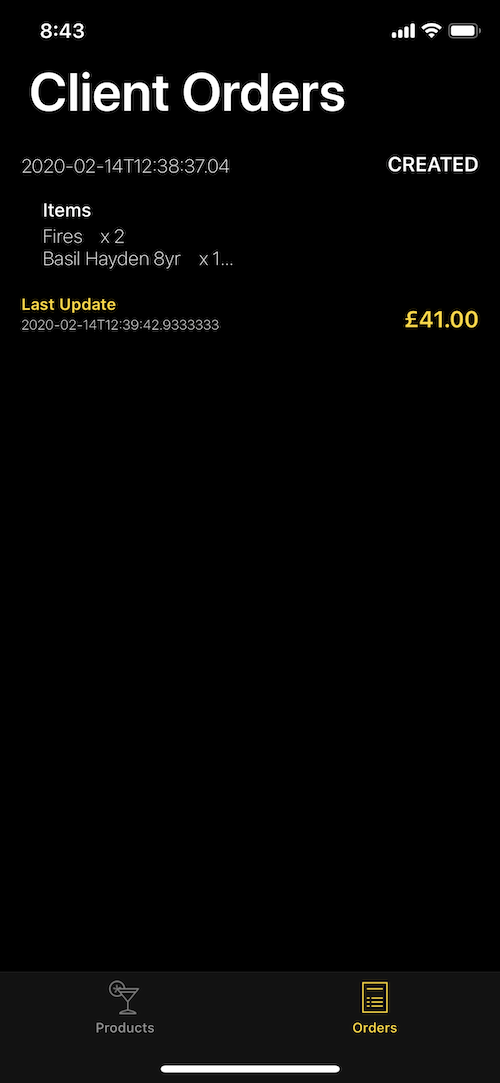 8:43
Client Orders
2020-02-14T12:38:37.04 CREATED
Items
Fires x 2
Basil Hayden 8yr x 1...
Last Update
2020-02-14T12:39:42.9333333 £41.00
Products Orders